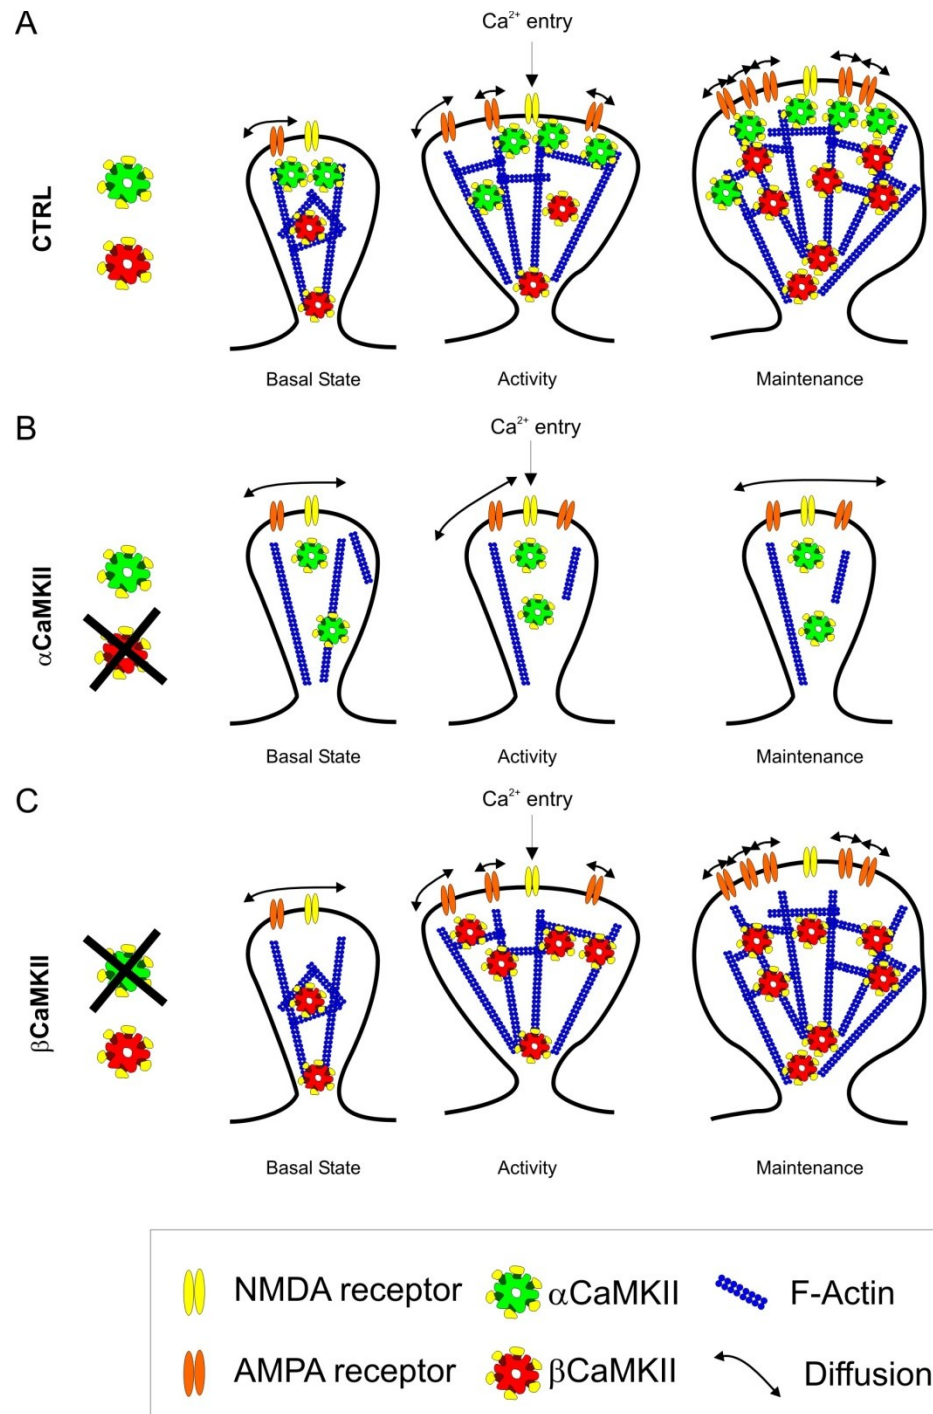 A
Ca²⁺ entry
CTRL
Basal State
Activity
Maintenance
B
Ca²⁺ entry
αCaMKII
Basal State
Activity
Maintenance
C
Ca²⁺ entry
βCaMKII
Basal State
Activity
Maintenance
NMDA receptor
αCaMKII
F-Actin
AMPA receptor
βCaMKII
Diffusion